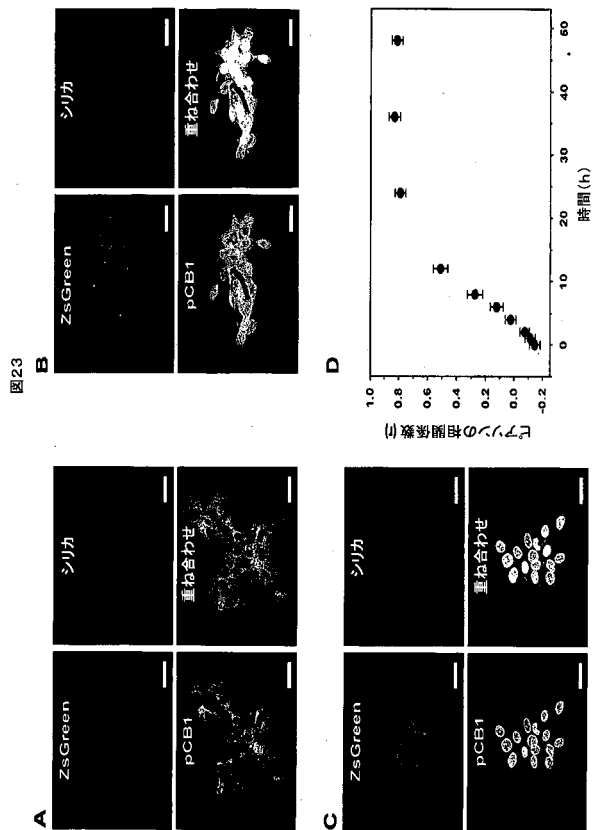 図23
A
ZsGreen
シリカ
pCB1
重ね合わせ
B
ZsGreen
シリカ
pCB1
重ね合わせ
C
ZsGreen
シリカ
pCB1
重ね合わせ
D
ピアソンの相関係数(r)
1.0
0.8
0.6
0.4
0.2
0.0
-0.2
0
10
20
30
40
50
60
時間(h)